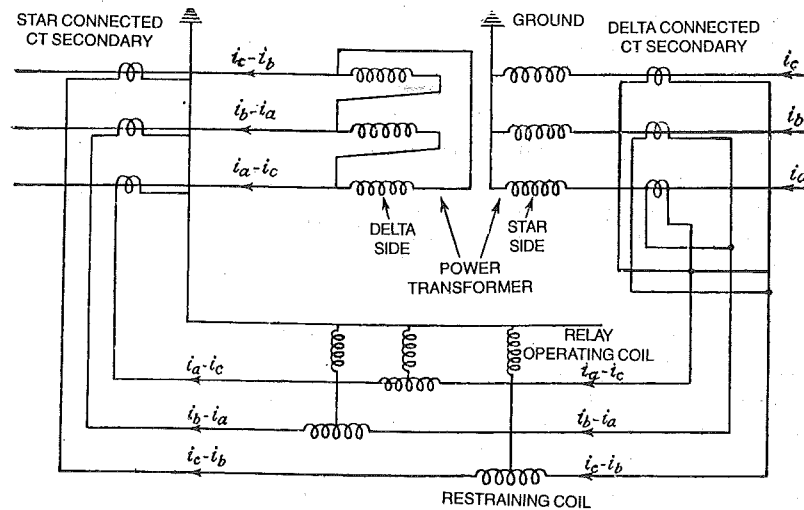 STAR CONNECTED
CT SECONDARY
GROUND
DELTA CONNECTED
CT SECONDARY
i_c-i_b
i_c
i_b-i_a
i_b
i_a-i_c
DELTA
SIDE
STAR
SIDE
POWER
TRANSFORMER
RELAY
OPERATING COIL
i_a-i_c
i_a-i_c
i_b-i_a
i_b-i_a
i_c-i_b
i_c-i_b
RESTRAINING COIL